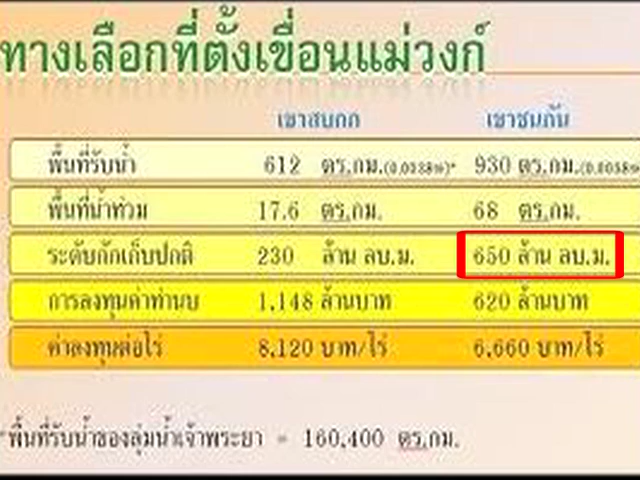 ทางเลือกที่ตั้งเขื่อนแม่วงก์
เขาสบกก เขาชนกัน
พื้นที่รับน้ำ 612 ตร.กม. 930 ตร.กม.
พื้นที่น้ำท่วม 17.6 ตร.กม. 68 ตร.กม.
ระดับกักเก็บปกติ 230 ล้าน ลบ.ม. 650 ล้าน ลบ.ม.
การลงทุนค่าทำนบ 1,148 ล้านบาท 620 ล้านบาท
ค่าลงทุนต่อไร่ 8,120 บาท/ไร่ 6,660 บาท/ไร่
*พื้นที่รับน้ำของลุ่มน้ำเจ้าพระยา = 160,400 ตร.กม.